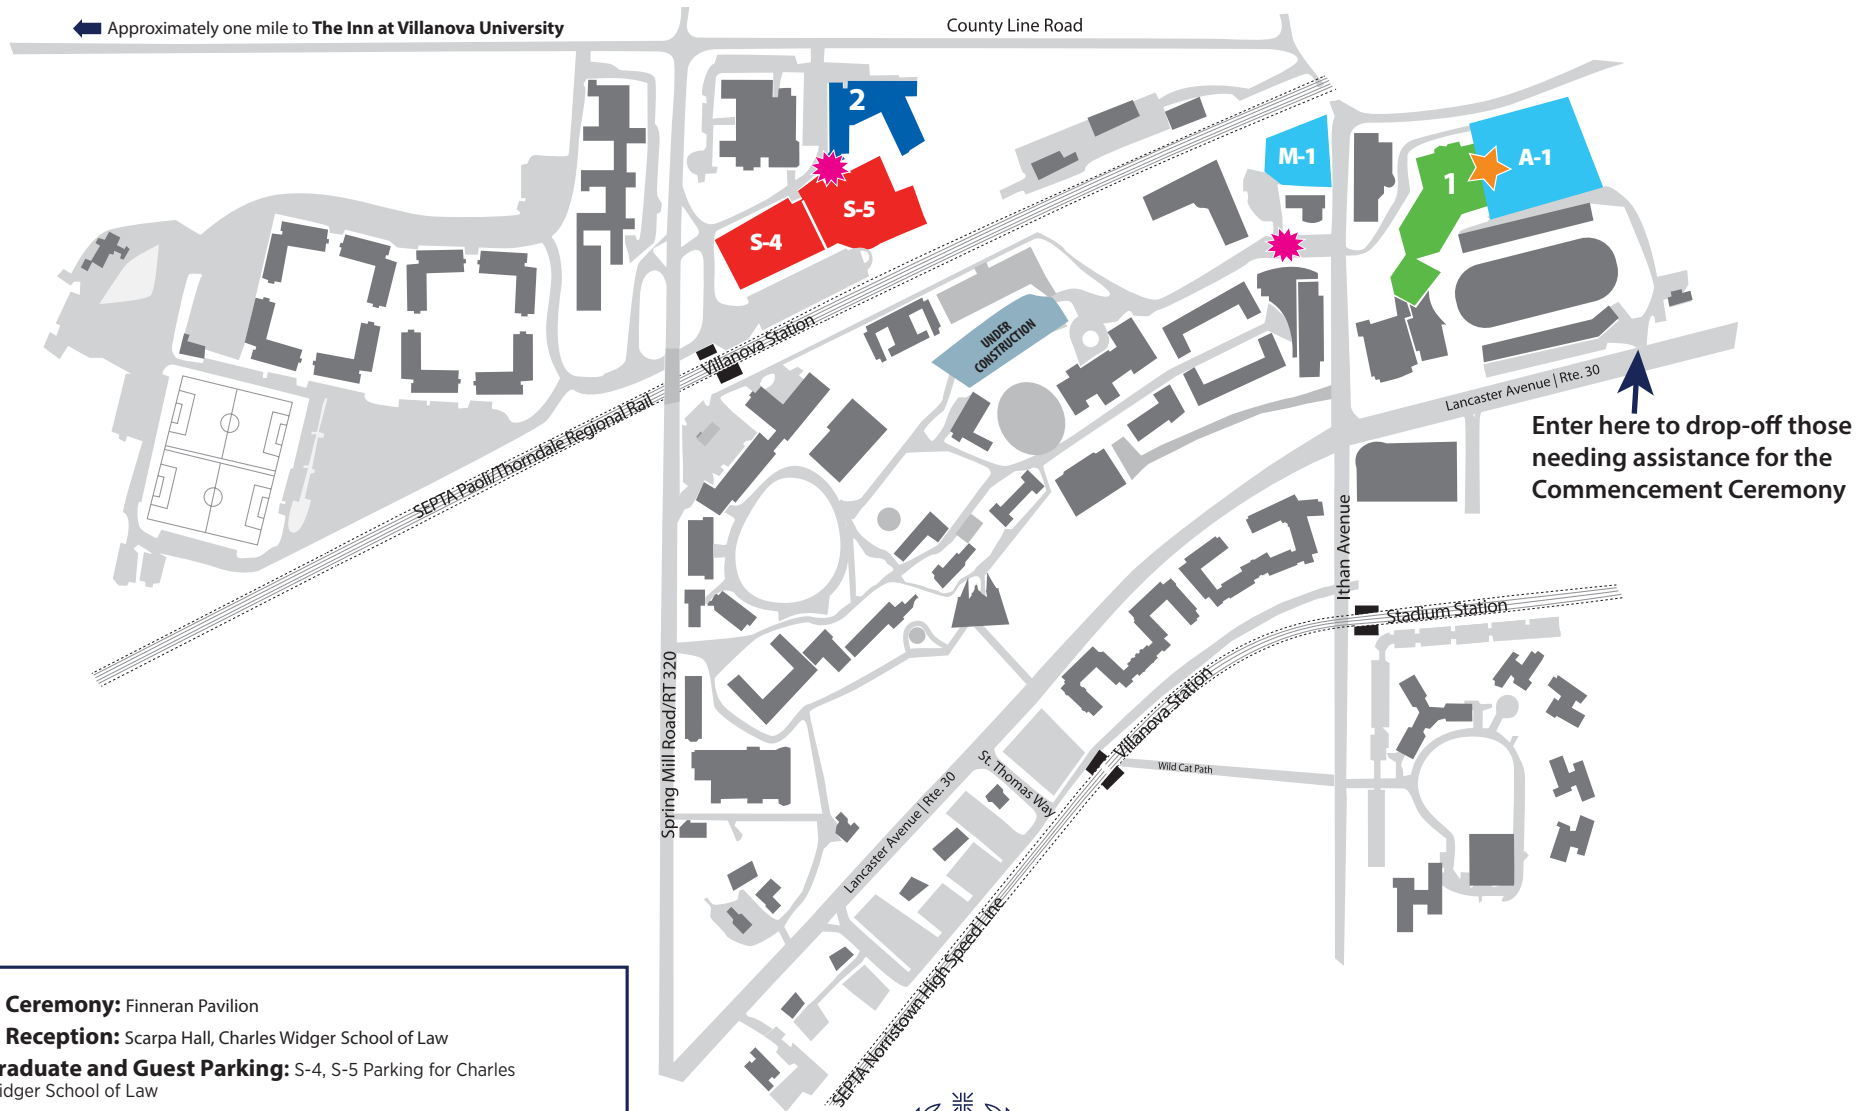 Approximately one mile to The Inn at Villanova University
County Line Road
2
M-1
1
A-1
S-5
S-4
UNDER
CONSTRUCTION
Villanova Station
SEPTA Paoli/Thorndale Regional Rail
Lancaster Avenue | Rte. 30
Enter here to drop-off those
needing assistance for the
Commencement Ceremony
Ithan Avenue
Stadium Station
Spring Mill Road/RT 320
Villanova Station
St. Thomas Way
Wild Cat Path
Lancaster Avenue | Rte. 30
SEPTA Norristown High Speed Line
Ceremony: Finneran Pavilion
Reception: Scarpa Hall, Charles Widger School of Law
raduate and Guest Parking: S-4, S-5 Parking for Charles
idger School of Law